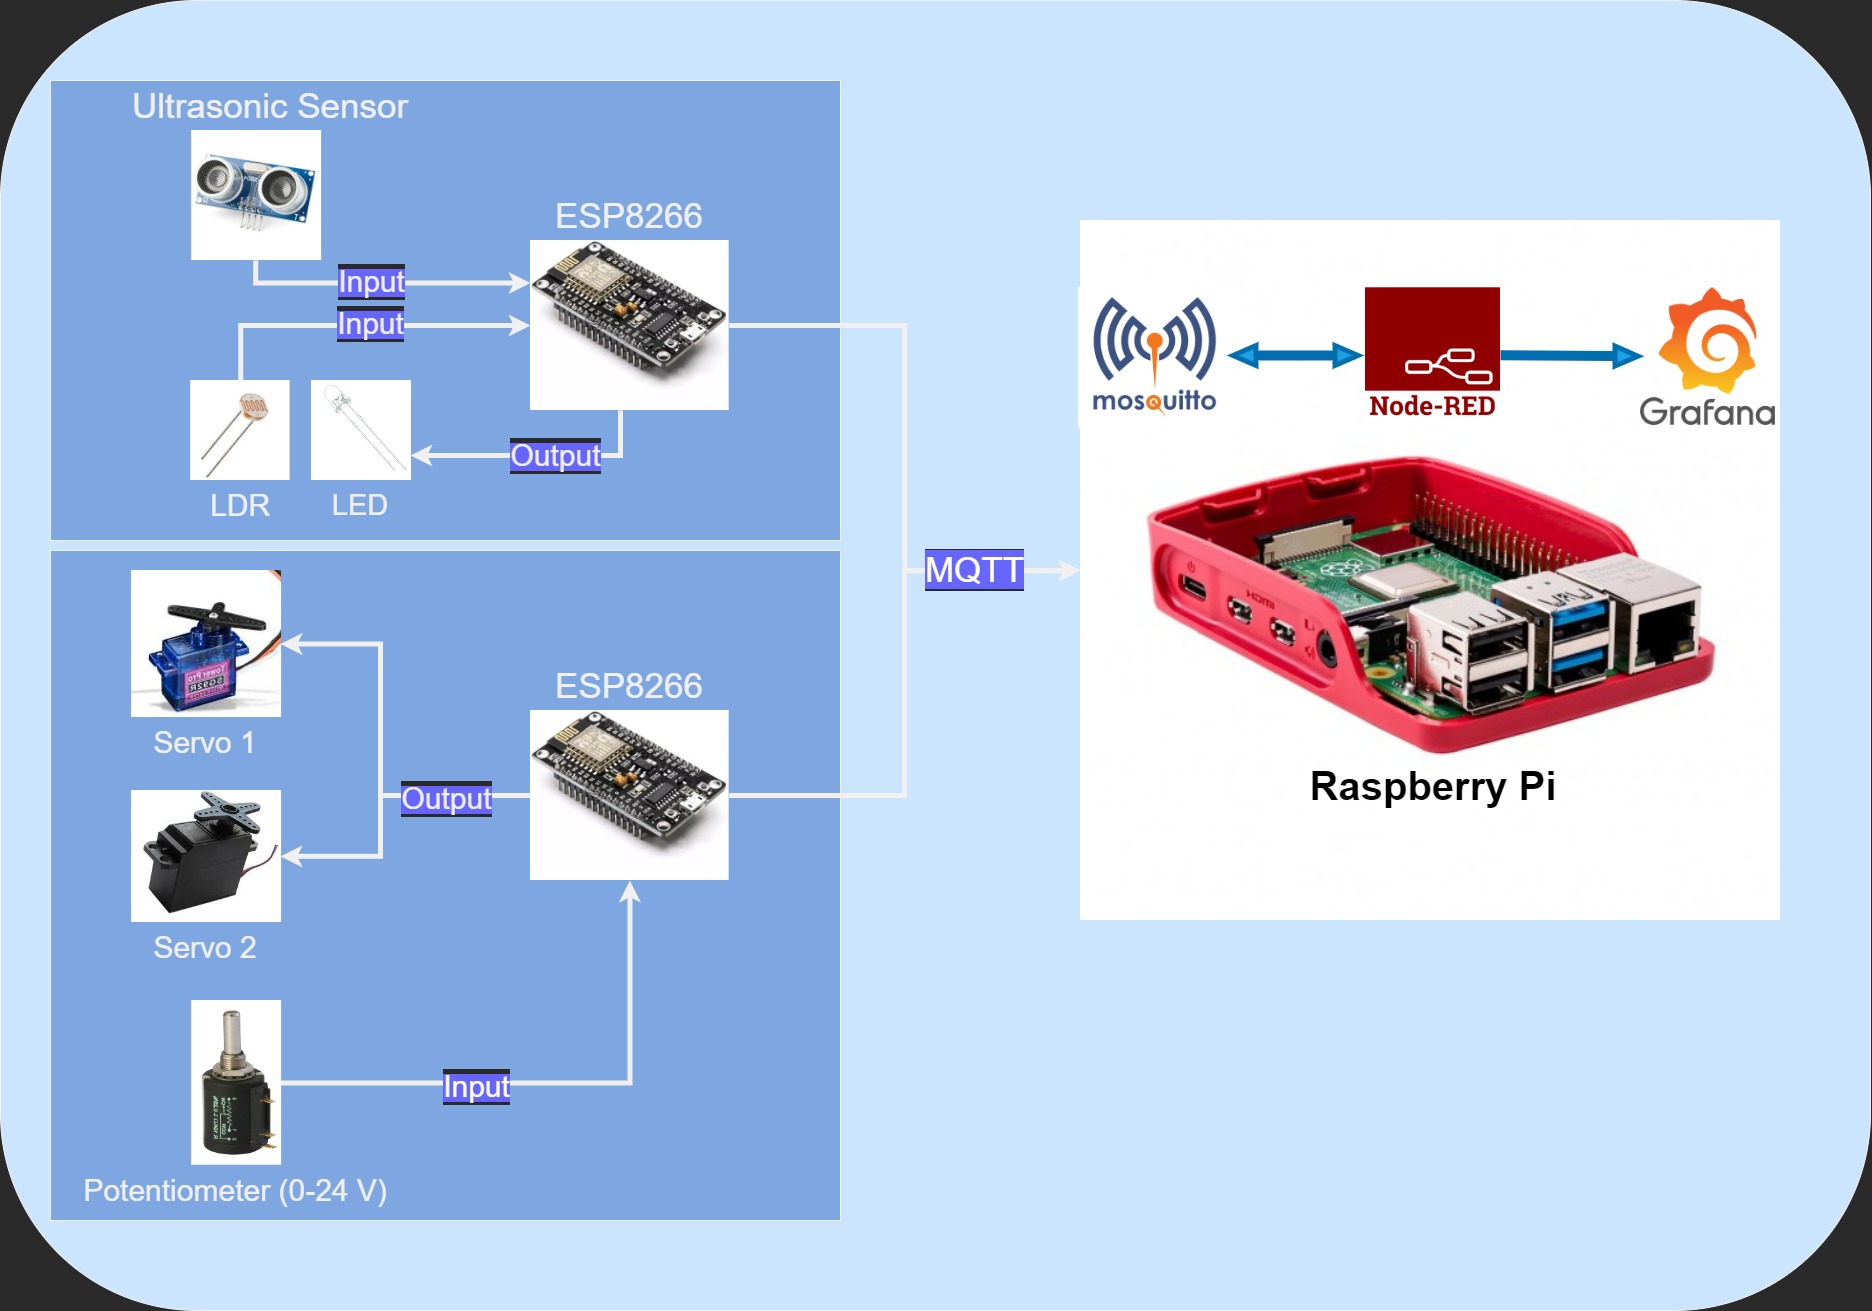 Ultrasonic Sensor
ESP8266
Input
Input
Output
LDR
LED
MQTT
mosquitto
Node-RED
Grafana
HDMI
Raspberry Pi
Servo 1
ESP8266
Output
Servo 2
Input
Potentiometer (0-24 V)